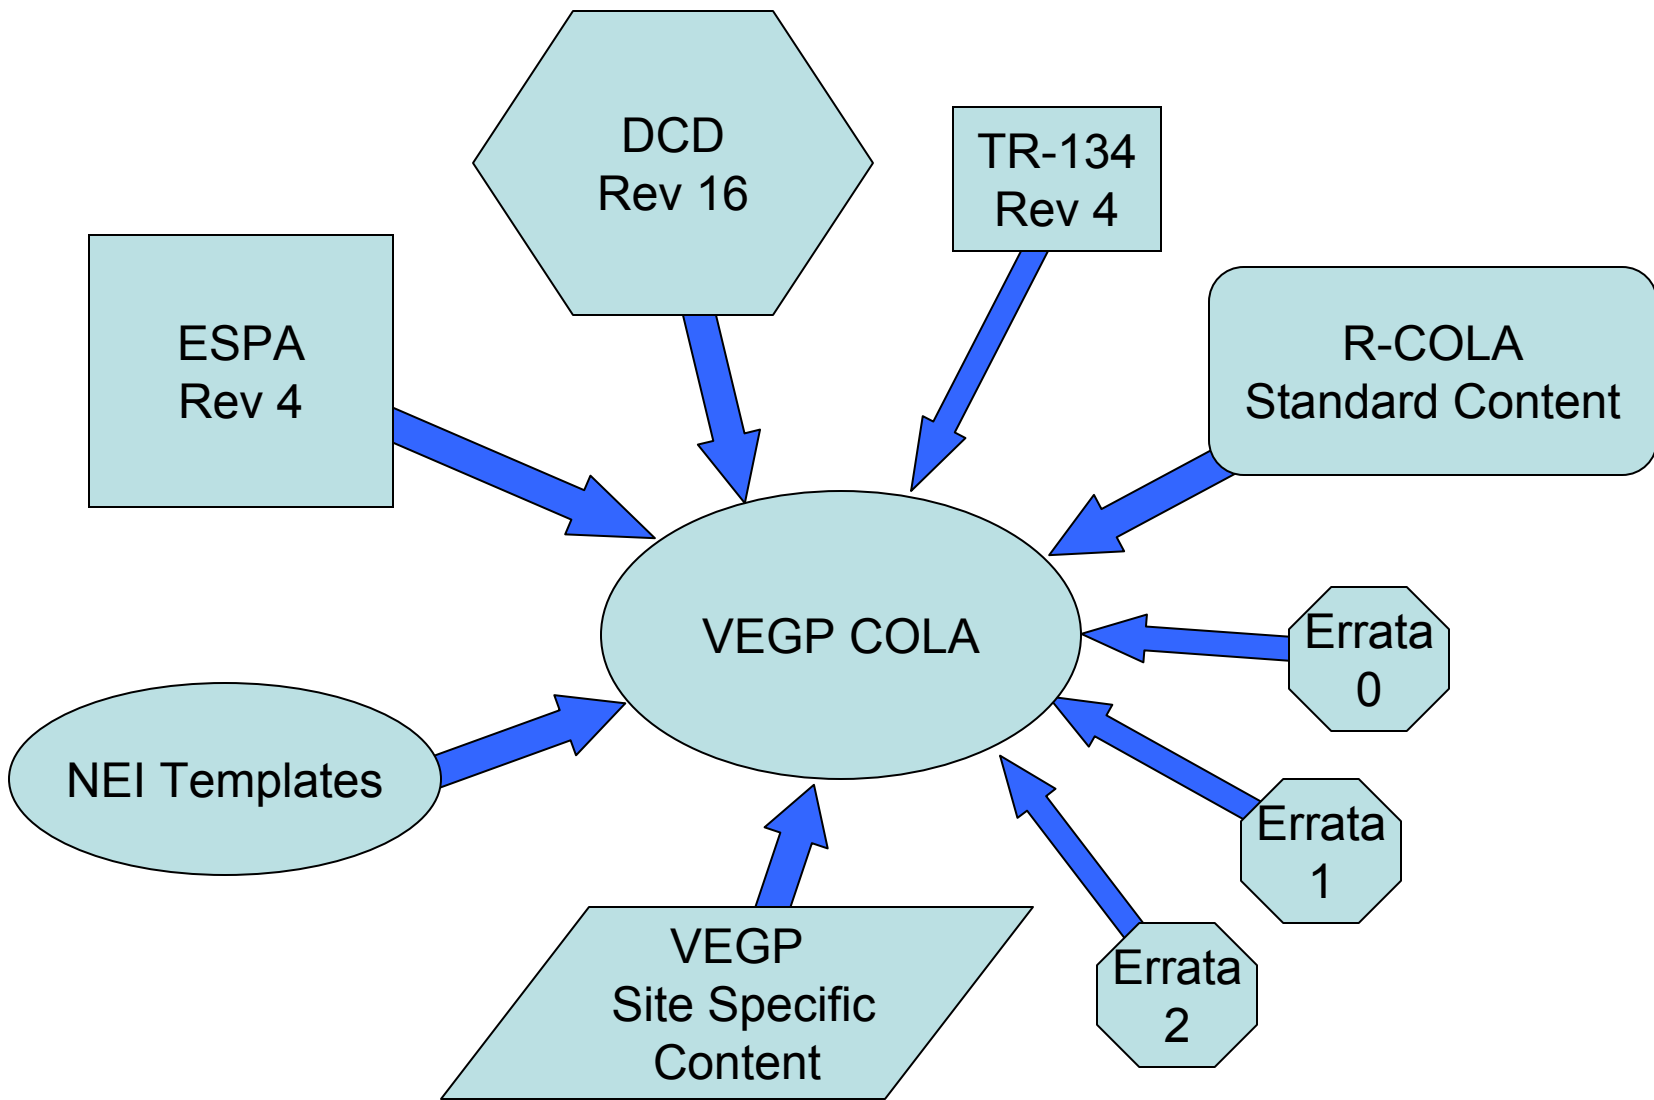 DCD
Rev 16
TR-134
Rev 4
ESPA
Rev 4
R-COLA
Standard Content
VEGP COLA
Errata
0
NEI Templates
Errata
1
VEGP
Site Specific
Content
Errata
2